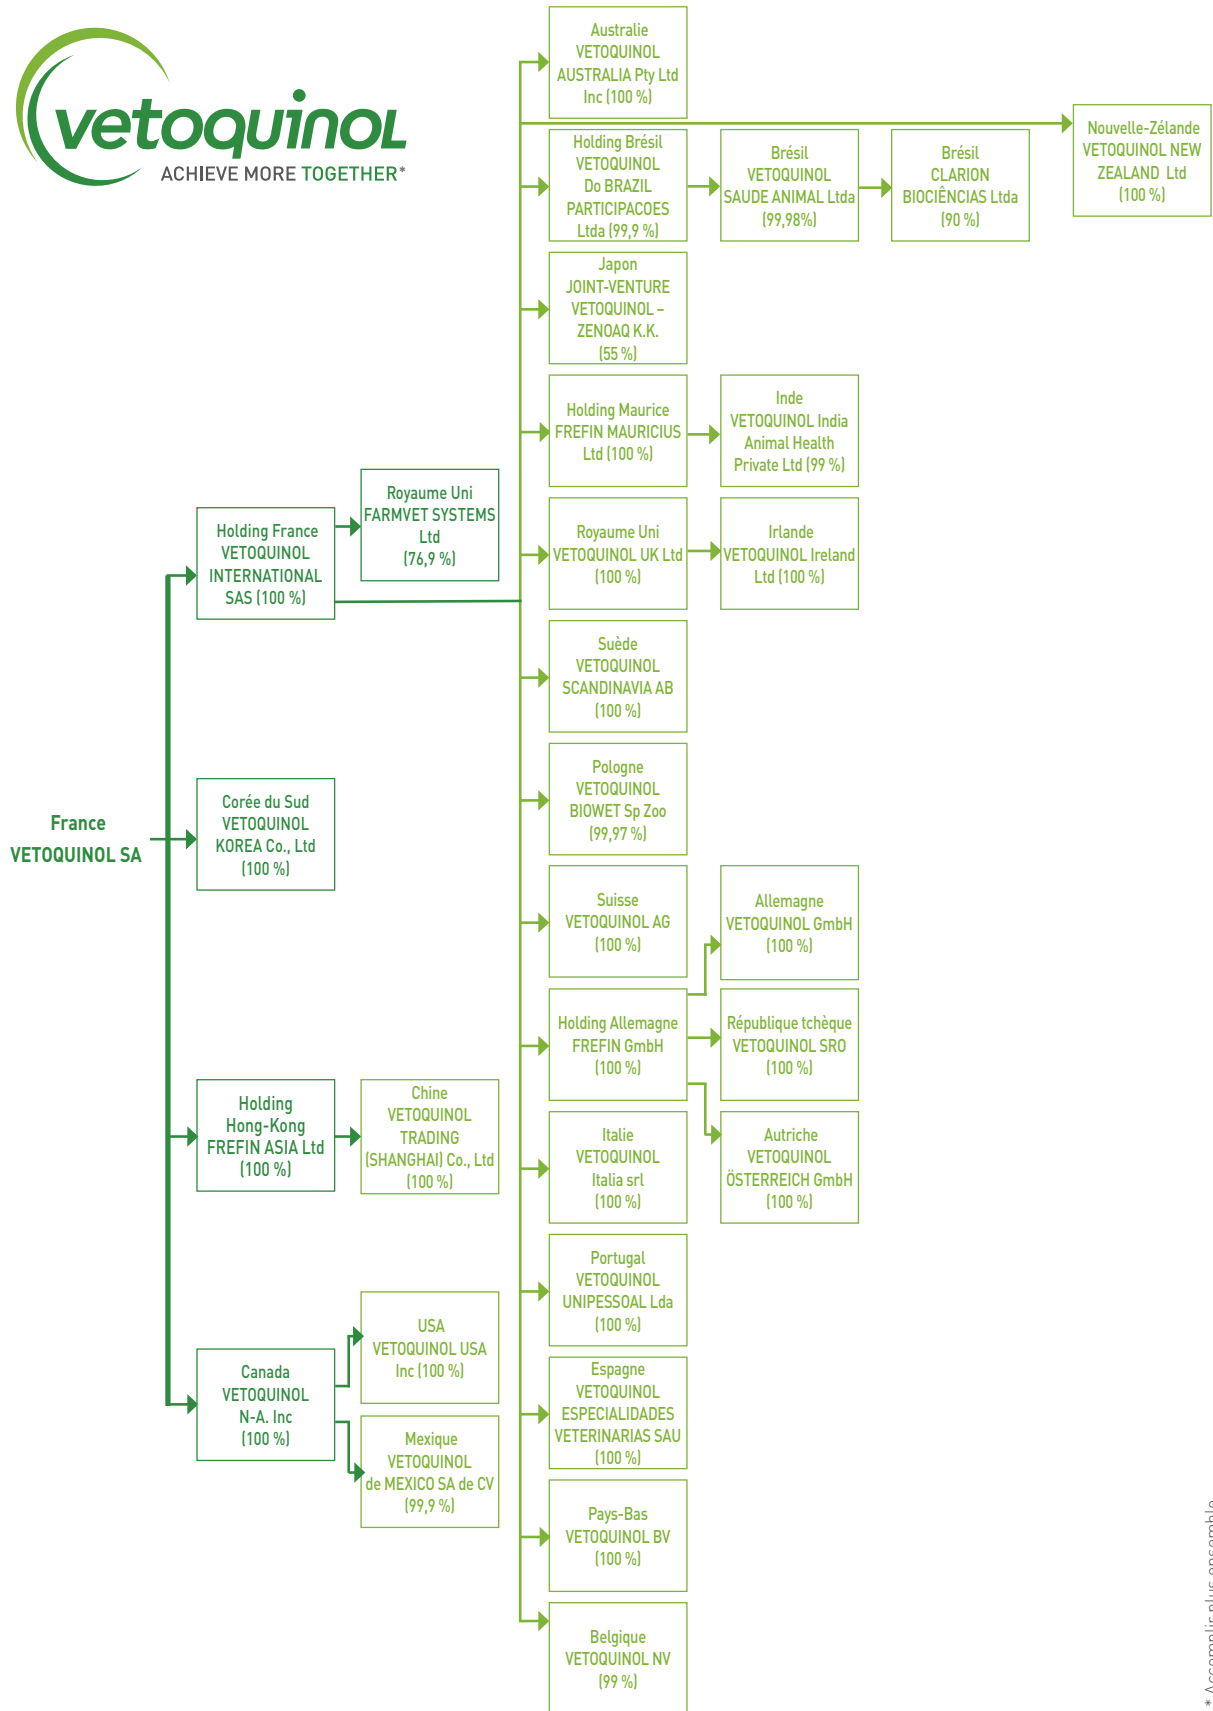 vetoquinol
ACHIEVE MORE TOGETHER*
Australie
VETOQUINOL
AUSTRALIA Pty Ltd
Inc (100 %)
Nouvelle-Zélande
VETOQUINOL NEW
ZEALAND Ltd
(100 %)
Holding Brésil
VETOQUINOL
Do BRAZIL
PARTICIPACOES
Ltda (99,9 %)
Brésil
VETOQUINOL
SAUDE ANIMAL Ltda
(99,98%)
Brésil
CLARION
BIOCIÊNCIAS Ltda
(90 %)
Japon
JOINT-VENTURE
VETOQUINOL –
ZENOAQ K.K.
(55 %)
Holding Maurice
FREFIN MAURICIUS
Ltd (100 %)
Inde
VETOQUINOL India
Animal Health
Private Ltd (99 %)
Royaume Uni
FARMVET SYSTEMS
Ltd
(76,9 %)
Holding France
VETOQUINOL
INTERNATIONAL
SAS (100 %)
Royaume Uni
VETOQUINOL UK Ltd
(100 %)
Irlande
VETOQUINOL Ireland
Ltd (100 %)
Suède
VETOQUINOL
SCANDINAVIA AB
(100 %)
Pologne
VETOQUINOL
BIOWET Sp Zoo
(99,97 %)
France
VETOQUINOL SA
Corée du Sud
VETOQUINOL
KOREA Co., Ltd
(100 %)
Suisse
VETOQUINOL AG
(100 %)
Allemagne
VETOQUINOL GmbH
(100 %)
Holding Allemagne
FREFIN GmbH
(100 %)
République tchèque
VETOQUINOL SRO
(100 %)
Holding
Hong-Kong
FREFIN ASIA Ltd
(100 %)
Chine
VETOQUINOL
TRADING
(SHANGHAI) Co., Ltd
(100 %)
Italie
VETOQUINOL
Italia srl
(100 %)
Autriche
VETOQUINOL
ÖSTERREICH GmbH
(100 %)
Portugal
VETOQUINOL
UNIPESSOAL Lda
(100 %)
USA
VETOQUINOL USA
Inc (100 %)
Canada
VETOQUINOL
N-A. Inc
(100 %)
Mexique
VETOQUINOL
de MEXICO SA de CV
(99,9 %)
Espagne
VETOQUINOL
ESPECIALIDADES
VETERINARIAS SAU
(100 %)
Pays-Bas
VETOQUINOL BV
(100 %)
Belgique
VETOQUINOL NV
(99 %)
* Accomplir plus ensemble